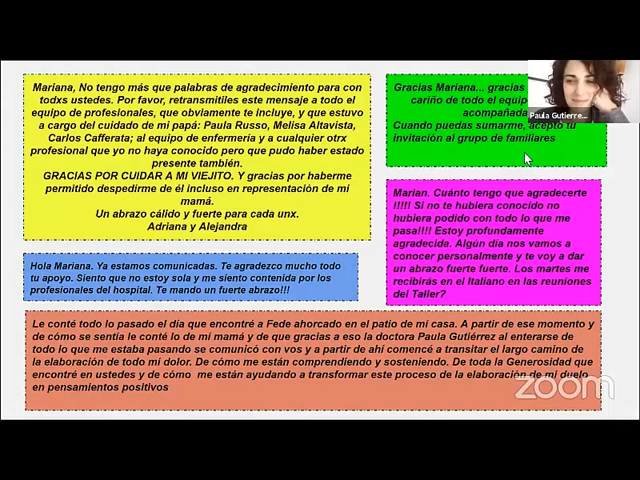 Mariana, No tengo más que palabras de agradecimiento para con
todxs ustedes. Por favor, retransmitiles este mensaje a todo el
equipo de profesionales, que obviamente te incluye, y que estuvo
a cargo del cuidado de mi papá: Paula Russo, Melisa Altavista,
Carlos Cafferata; al equipo de enfermería y a cualquier otrx
profesional que yo no haya conocido pero que pudo haber estado
presente también.
GRACIAS POR CUIDAR A MI VIEJITO. Y gracias por haberme
permitido despedirme de él incluso en representación de mi
mamá.
Un abrazo cálido y fuerte para cada unx.
Adriana y Alejandra
Gracias Mariana... gracias
cariño de todo el equipo
acompañada
Cuando puedas sumarme, acepto tu
invitación al grupo de familiares
Paula Gutierre...
Marian. Cuánto tengo que agradecerte
!!!!! Si no te hubiera conocido no
hubiera podido con todo lo que me
pasa!!!! Estoy profundamente
agradecida. Algún día nos vamos a
conocer personalmente y te voy a dar
un abrazo fuerte fuerte. Los martes me
recibirás en el Italiano en las reuniones
del Taller?
Hola Mariana. Ya estamos comunicadas. Te agradezco mucho todo
tu apoyo. Siento que no estoy sola y me siento contenida por los
profesionales del hospital. Te mando un fuerte abrazo!!!
Le conté todo lo pasado el día que encontré a Fede ahorcado en el patio de mi casa. A partir de ese momento y
de cómo se sentía le conté lo de mi mamá y de que gracias a eso la doctora Paula Gutiérrez al enterarse de
todo lo que me estaba pasando se comunicó con vos y a partir de ahí comencé a transitar el largo camino de
la elaboración de todo mi dolor. De cómo me están comprendiendo y sosteniendo. De toda la Generosidad que
encontré en ustedes y de cómo me están ayudando a transformar este proceso de la elaboración de mi duelo
en pensamientos positivos
zoom